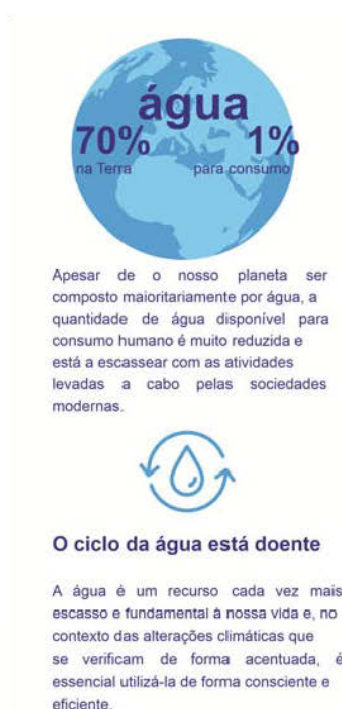 água
70% 1%
na Terra para consumo
Apesar de o nosso planeta ser
composto maioritariamente por água, a
quantidade de água disponível para
consumo humano é muito reduzida e
está a escassear com as atividades
levadas a cabo pelas sociedades
modernas.
O ciclo da água está doente
A água é um recurso cada vez mais
escasso e fundamental à nossa vida e, no
contexto das alterações climáticas que
se verificam de forma acentuada, é
essencial utilizá-la de forma consciente e
eficiente.